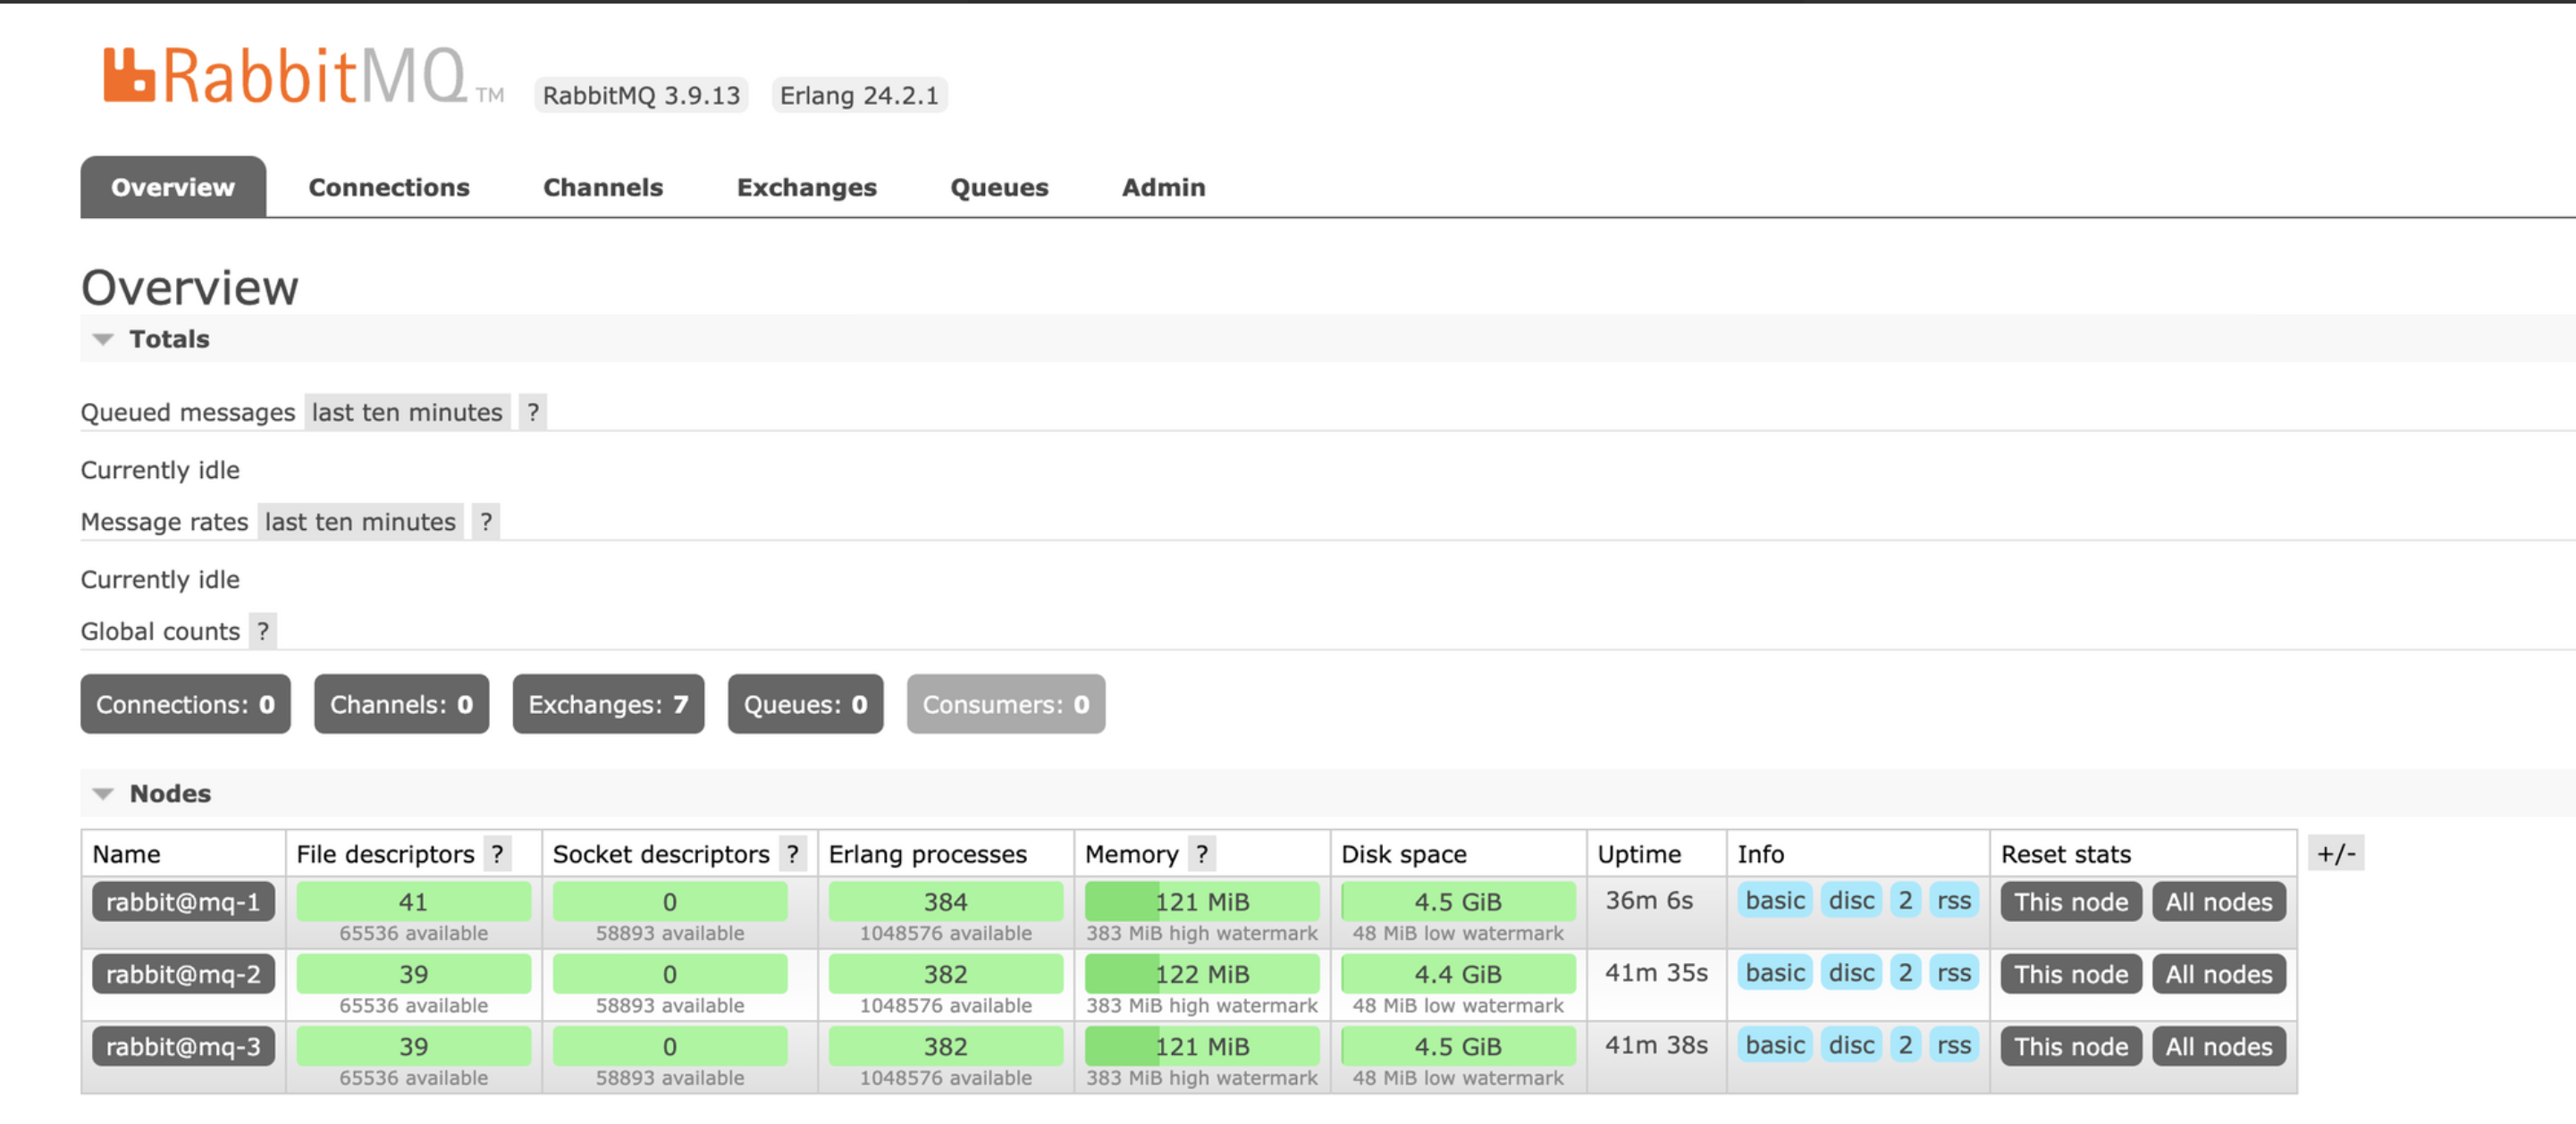 RabbitMQ TM RabbitMQ 3.9.13 Erlang 24.2.1
Overview Connections Channels Exchanges Queues Admin
Overview
Totals
Queued messages last ten minutes ?
Currently idle
Message rates last ten minutes ?
Currently idle
Global counts ?
Connections: 0 Channels: 0 Exchanges: 7 Queues: 0 Consumers: 0
Nodes
Name File descriptors ? Socket descriptors ? Erlang processes Memory ? Disk space Uptime Info Reset stats +/-
rabbit@mq-1 41 0 384 121 MiB 4.5 GiB 36m 6s basic disc 2 rss This node All nodes
65536 available 58893 available 1048576 available 383 MiB high watermark 48 MiB low watermark
rabbit@mq-2 39 0 382 122 MiB 4.4 GiB 41m 35s basic disc 2 rss This node All nodes
65536 available 58893 available 1048576 available 383 MiB high watermark 48 MiB low watermark
rabbit@mq-3 39 0 382 121 MiB 4.5 GiB 41m 38s basic disc 2 rss This node All nodes
65536 available 58893 available 1048576 available 383 MiB high watermark 48 MiB low watermark